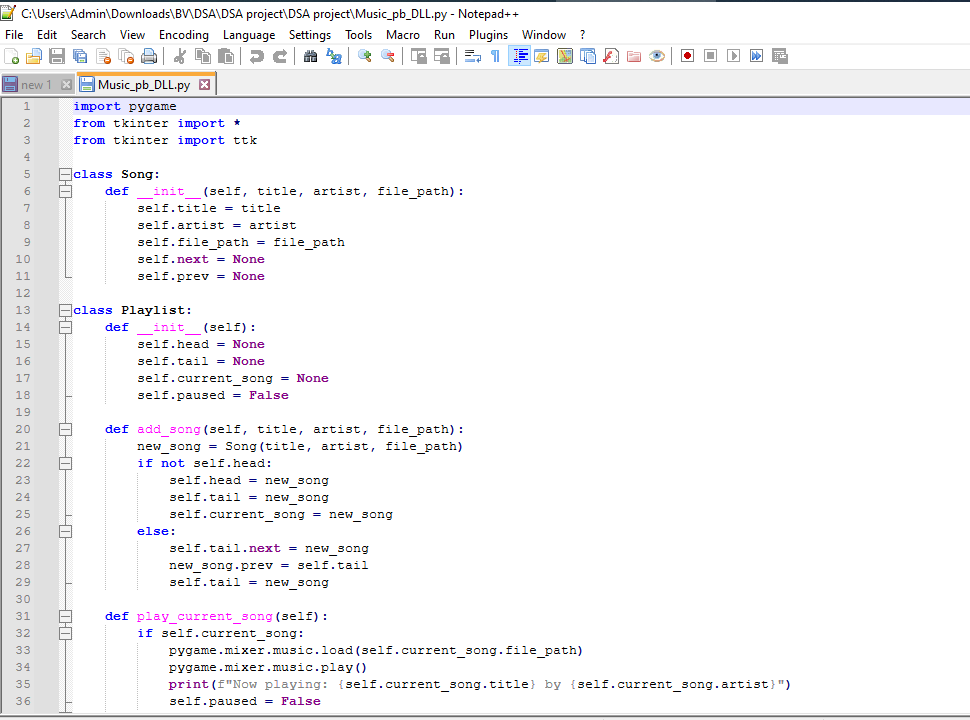 C:\Users\Admin\Downloads\BV\DSA\DSA project\DSA project\Music_pb_DLL.py - Notepad++
File Edit Search View Encoding Language Settings Tools Macro Run Plugins Window ?
new 1 Music_pb_DLL.py
1 import pygame
2 from tkinter import *
3 from tkinter import ttk
4
5 class Song:
6     def __init__(self, title, artist, file_path):
7         self.title = title
8         self.artist = artist
9         self.file_path = file_path
10         self.next = None
11         self.prev = None
12
13 class Playlist:
14     def __init__(self):
15         self.head = None
16         self.tail = None
17         self.current_song = None
18         self.paused = False
19
20     def add_song(self, title, artist, file_path):
21         new_song = Song(title, artist, file_path)
22         if not self.head:
23             self.head = new_song
24             self.tail = new_song
25             self.current_song = new_song
26         else:
27             self.tail.next = new_song
28             new_song.prev = self.tail
29             self.tail = new_song
30
31     def play_current_song(self):
32         if self.current_song:
33             pygame.mixer.music.load(self.current_song.file_path)
34             pygame.mixer.music.play()
35             print(f"Now playing: {self.current_song.title} by {self.current_song.artist}")
36             self.paused = False